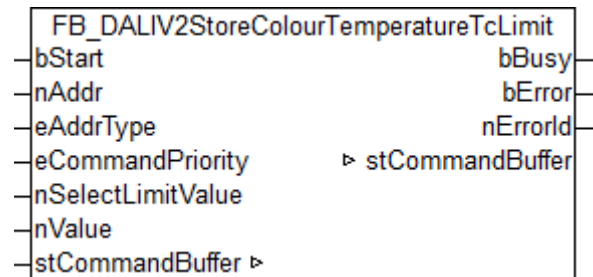 FB_DALIV2StoreColourTemperatureTcLimit
bStart bBusy
nAddr bError
eAddrType nErrorId
eCommandPriority ▹ stCommandBuffer
nSelectLimitValue
nValue
stCommandBuffer ▹